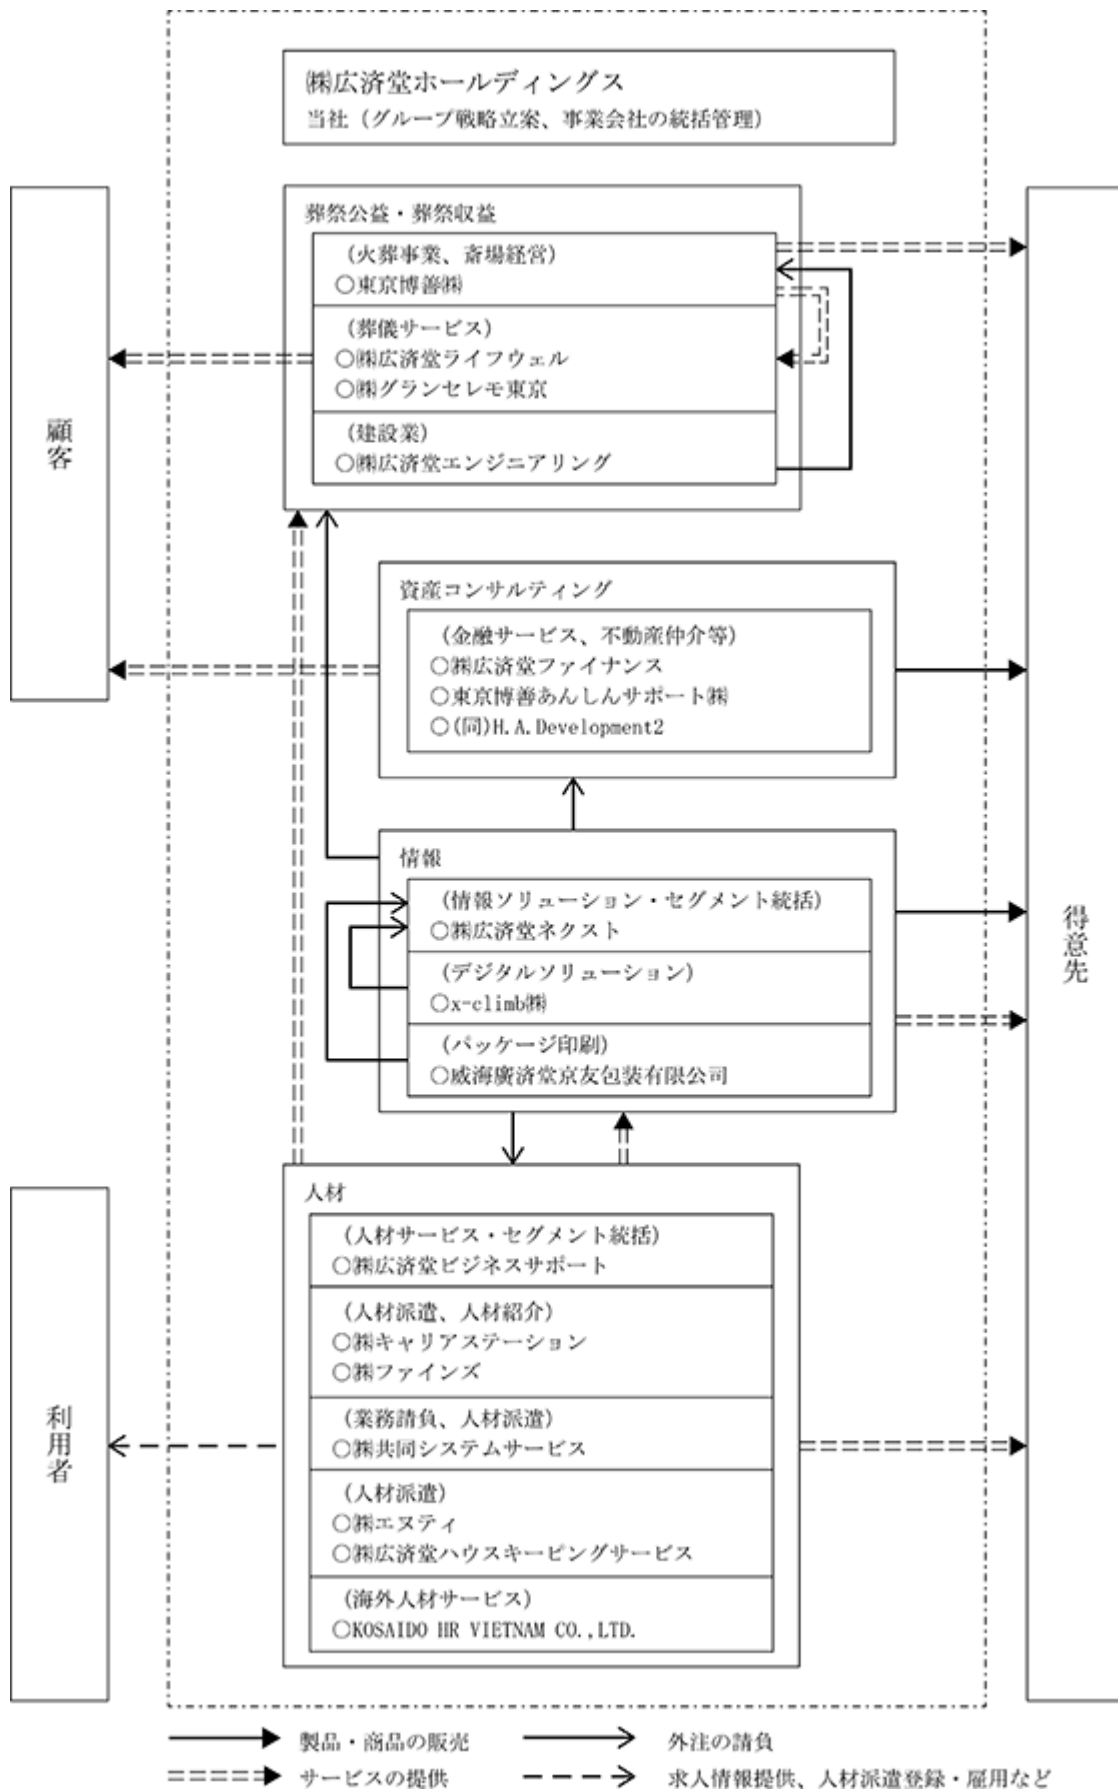 ㈱広済堂ホールディングス
当社（グループ戦略立案、事業会社の統括管理）
葬祭公益・葬祭収益
(火葬事業、斎場経営)
○東京博善㈱
(葬儀サービス)
○㈱広済堂ライフウェル
○㈱グランセレモ東京
(建設業)
○㈱広済堂エンジニアリング
顧客
資産コンサルティング
(金融サービス、不動産仲介等)
○㈱広済堂ファイナンス
○東京博善あんしんサポート㈱
○(同)H.A.Development2
情報
(情報ソリューション・セグメント統括)
○㈱広済堂ネクスト
(デジタルソリューション)
○x-climb㈱
(パッケージ印刷)
○威海廣済堂京友包装有限公司
得意先
人材
(人材サービス・セグメント統括)
○㈱広済堂ビジネスサポート
(人材派遣、人材紹介)
○㈱キャリアステーション
○㈱ファインズ
(業務請負、人材派遣)
○㈱共同システムサービス
(人材派遣)
○㈱エヌティ
○㈱広済堂ハウスキーピングサービス
(海外人材サービス)
○KOSAIDO HR VIETNAM CO.,LTD.
利用者
製品・商品の販売
外注の請負
サービスの提供
求人情報提供、人材派遣登録・雇用など